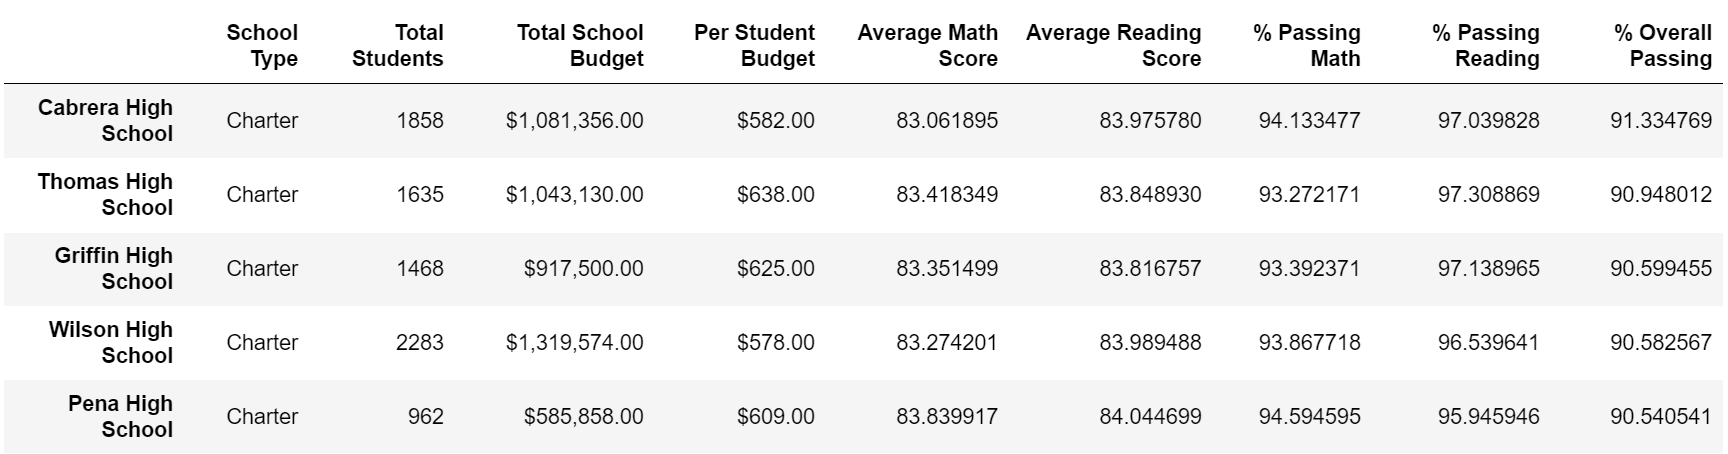 School Type Total Students Total School Budget Per Student Budget Average Math Score Average Reading Score % Passing Math % Passing Reading % Overall Passing
Cabrera High School Charter 1858 $1,081,356.00 $582.00 83.061895 83.975780 94.133477 97.039828 91.334769
Thomas High School Charter 1635 $1,043,130.00 $638.00 83.418349 83.848930 93.272171 97.308869 90.948012
Griffin High School Charter 1468 $917,500.00 $625.00 83.351499 83.816757 93.392371 97.138965 90.599455
Wilson High School Charter 2283 $1,319,574.00 $578.00 83.274201 83.989488 93.867718 96.539641 90.582567
Pena High School Charter 962 $585,858.00 $609.00 83.839917 84.044699 94.594595 95.945946 90.540541